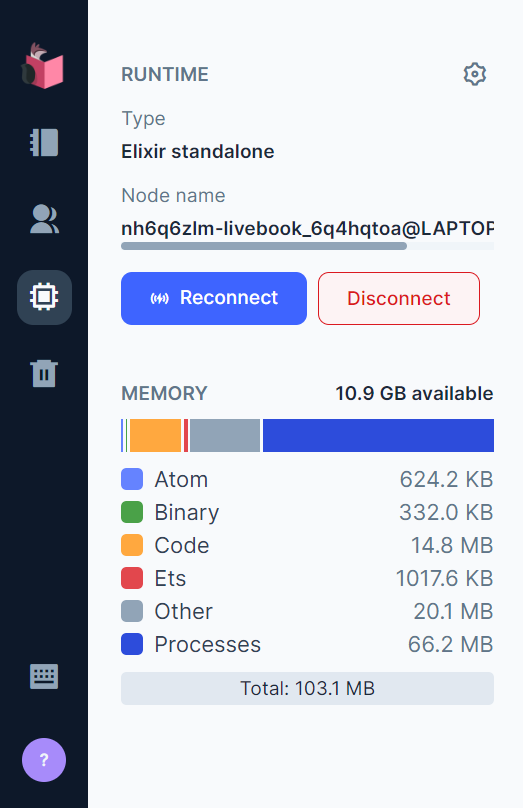 RUNTIME
Type
Elixir standalone
Node name
nh6q6zlm-livebook_6q4hqtoa@LAPTOP
Reconnect Disconnect
MEMORY 10.9 GB available
Atom 624.2 KB
Binary 332.0 KB
Code 14.8 MB
Ets 1017.6 KB
Other 20.1 MB
Processes 66.2 MB
Total: 103.1 MB
?